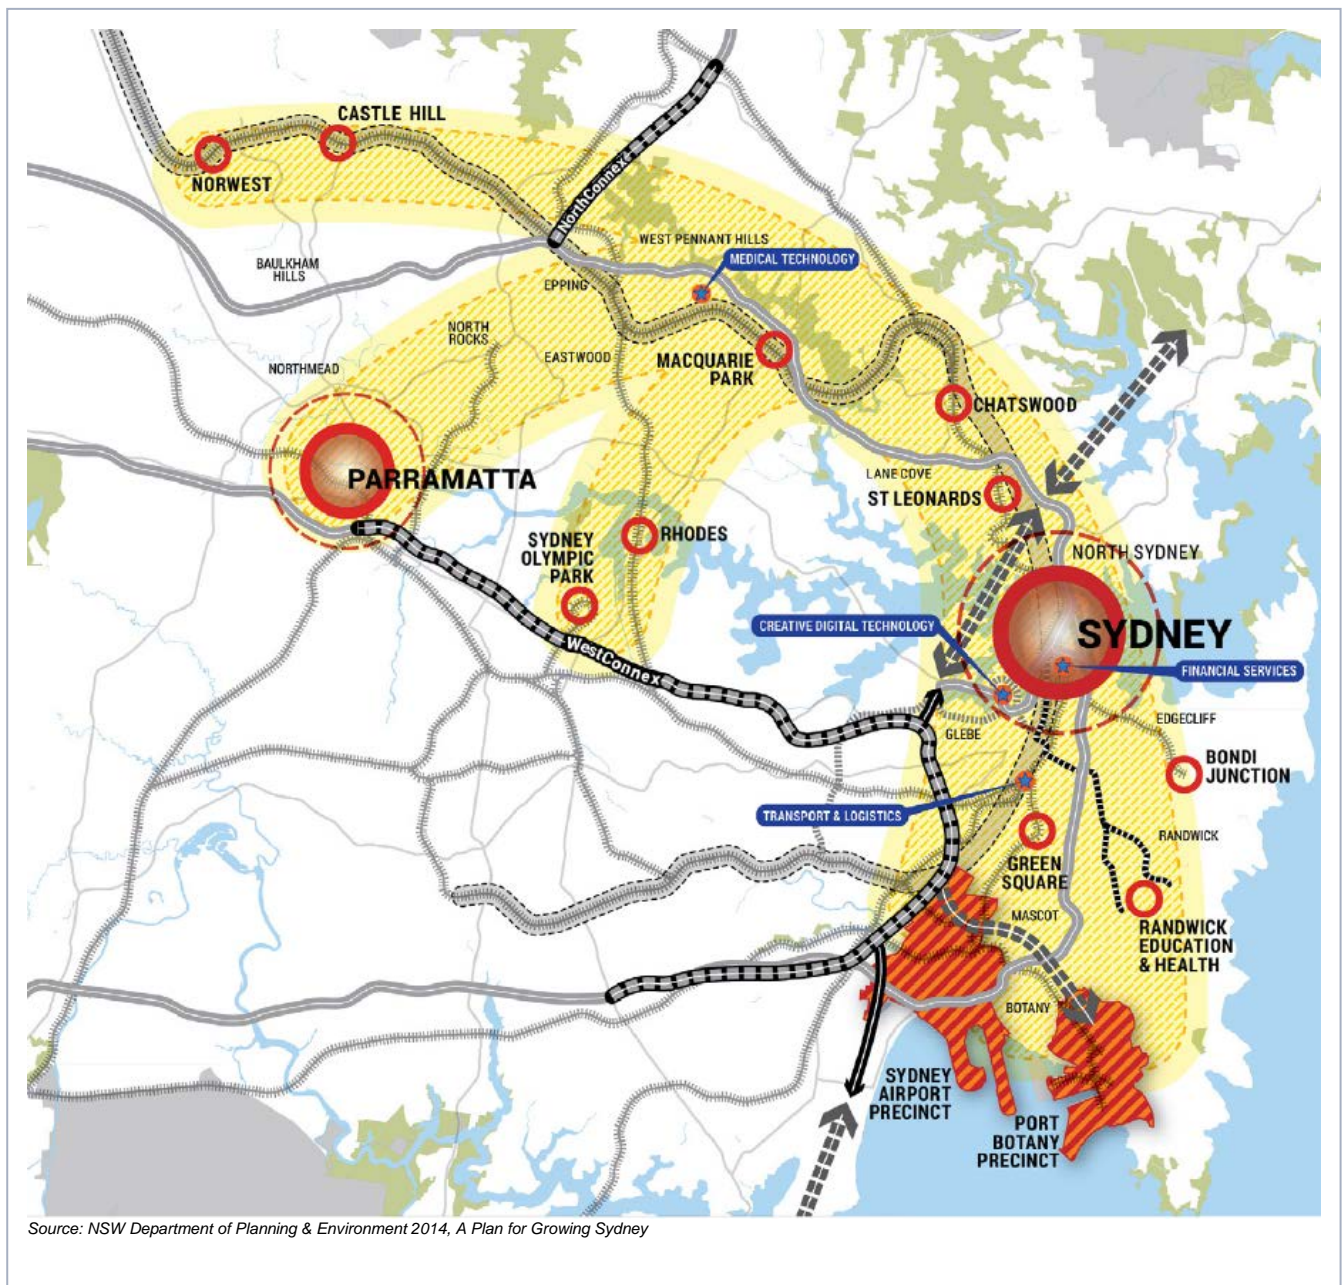 CASTLE HILL
NORWEST
NorthConnex
WEST PENNANT HILLS
BAULKHAM
HILLS
MEDICAL TECHNOLOGY
EPPING
NORTH
ROCKS
EASTWOOD
NORTHMEAD
MACQUARIE
PARK
CHATSWOOD
PARRAMATTA
LANE COVE
ST LEONARDS
SYDNEY
OLYMPIC
PARK
RHODES
NORTH SYDNEY
CREATIVE DIGITAL TECHNOLOGY
SYDNEY
WestConnex
FINANCIAL SERVICES
GLEBE
EDGECLIFF
BONDI
JUNCTION
TRANSPORT & LOGISTICS
RANDWICK
GREEN
SQUARE
MASCOT
RANDWICK
EDUCATION
& HEALTH
BOTANY
SYDNEY
AIRPORT
PRECINCT
PORT
BOTANY
PRECINCT
Source: NSW Department of Planning & Environment 2014, A Plan for Growing Sydney